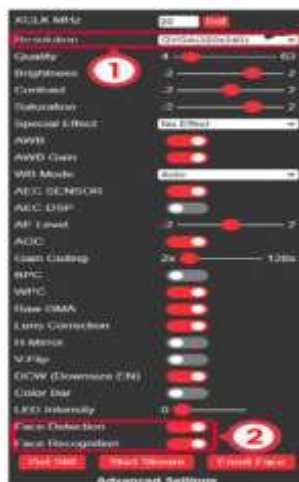 XCLK MHz 20 Set
Resolution QVGA(320x240)
1
Quality 4 63
Brightness -2 2
Contrast -2 2
Saturation -2 2
Special Effect No Effect
AWB
AWB Gain
WB Mode Auto
AEC SENSOR
AEC DSP
AE Level -2 2
AGC
Gain Ceiling 2x 128x
BPC
WPC
Raw GMA
Lens Correction
H-Mirror
V-Flip
DCW (Downsize EN)
Color Bar
LED Intensity 0
Face Detection
Face Recognition
2
Get Still Start Stream Enroll Face
Advanced Settings